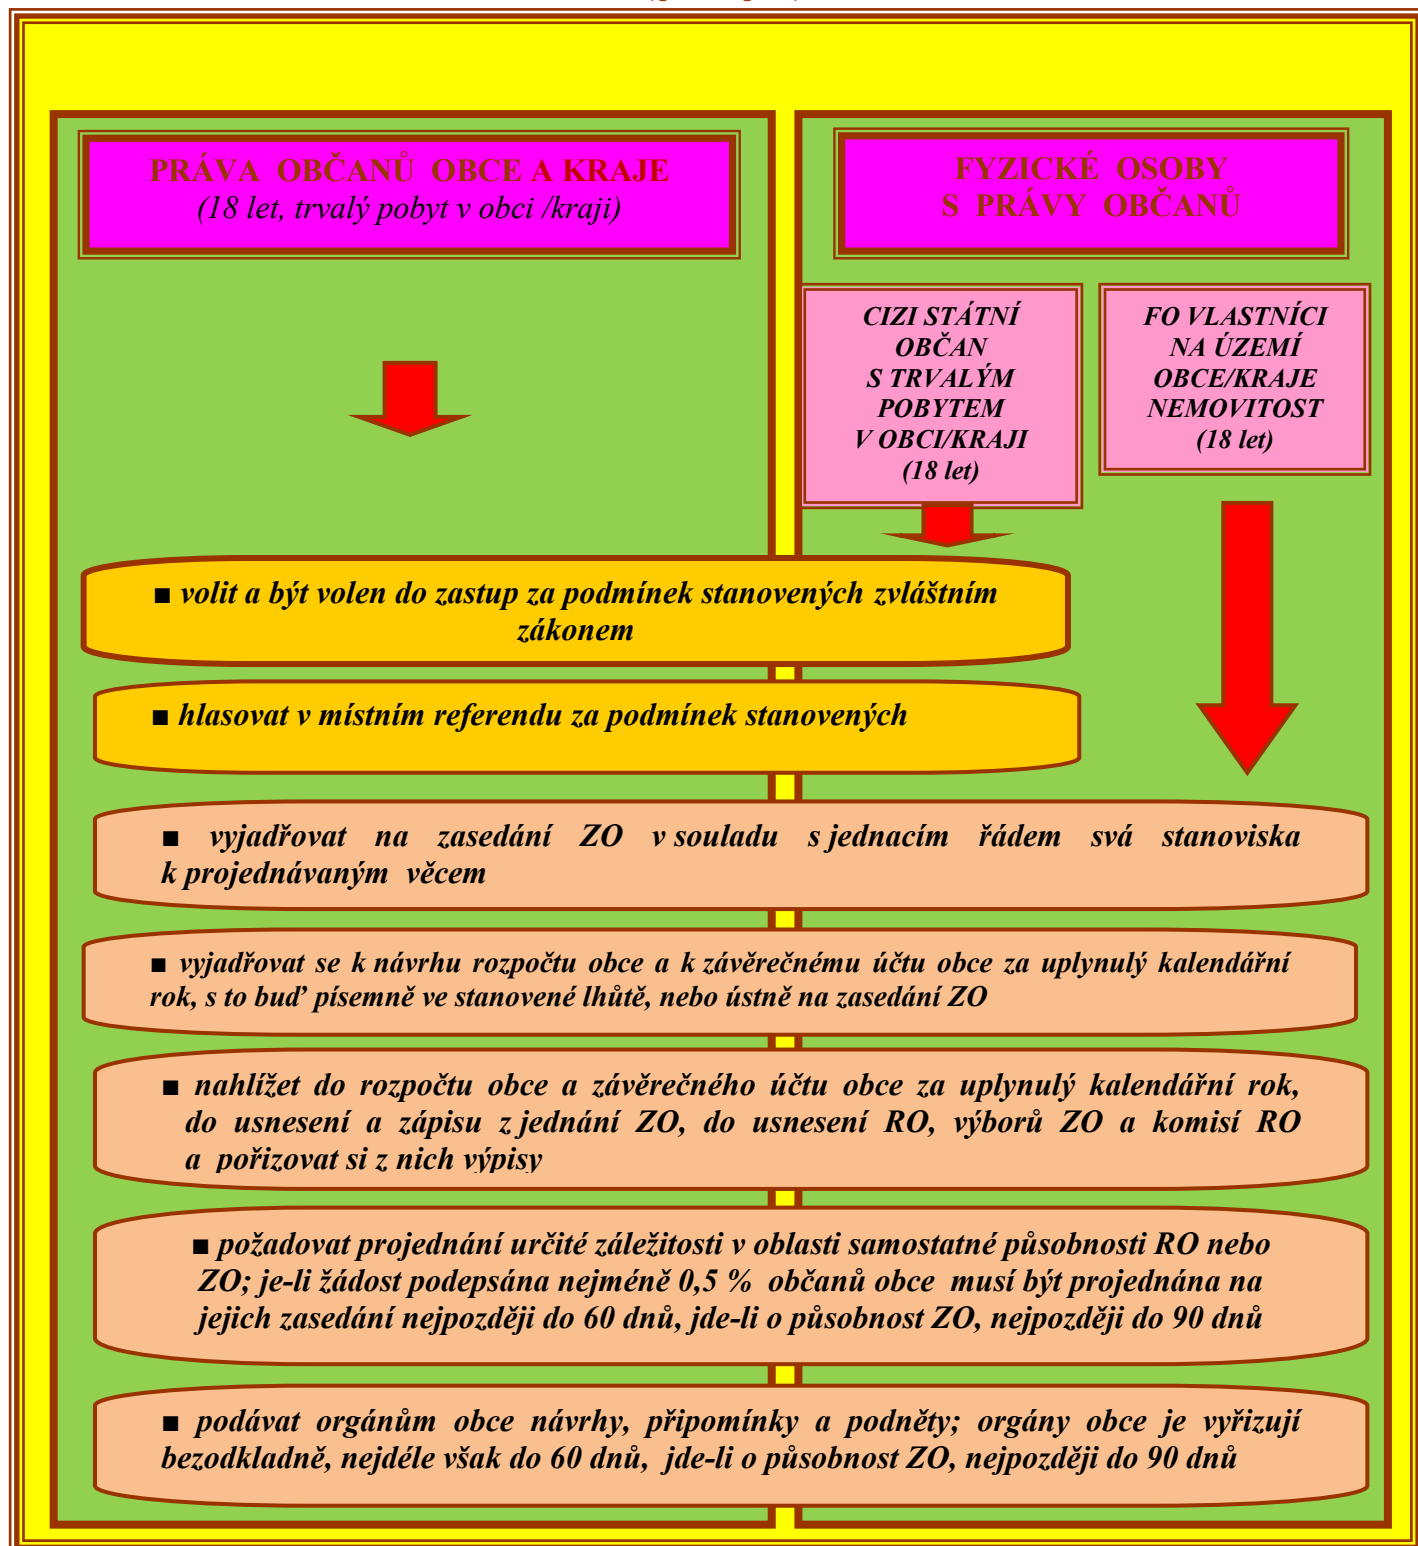 PRÁVA OBČANŮ OBCE A KRAJE
(18 let, trvalý pobyt v obci /kraji)
FYZICKÉ OSOBY
S PRÁVY OBČANŮ
CIZI STÁTNÍ
OBČAN
S TRVALÝM
POBYTEM
V OBCI/KRAJI
(18 let)
FO VLASTNÍCI
NA ÚZEMÍ
OBCE/KRAJE
NEMOVITOST
(18 let)
■ volit a být volen do zastup za podmínek stanovených zvláštním
zákonem
■ hlasovat v místním referendu za podmínek stanovených
■ vyjadřovat na zasedání ZO v souladu s jednacím řádem svá stanoviska
k projednávaným věcem
■ vyjadřovat se k návrhu rozpočtu obce a k závěrečnému účtu obce za uplynulý kalendářní
rok, s to buď písemně ve stanovené lhůtě, nebo ústně na zasedání ZO
■ nahlížet do rozpočtu obce a závěrečného účtu obce za uplynulý kalendářní rok,
do usnesení a zápisu z jednání ZO, do usnesení RO, výborů ZO a komisí RO
a pořizovat si z nich výpisy
■ požadovat projednání určité záležitosti v oblasti samostatné působnosti RO nebo
ZO; je-li žádost podepsána nejméně 0,5 % občanů obce musí být projednána na
jejich zasedání nejpozději do 60 dnů, jde-li o působnost ZO, nejpozději do 90 dnů
■ podávat orgánům obce návrhy, připomínky a podněty; orgány obce je vyřizují
bezodkladně, nejdéle však do 60 dnů, jde-li o působnost ZO, nejpozději do 90 dnů